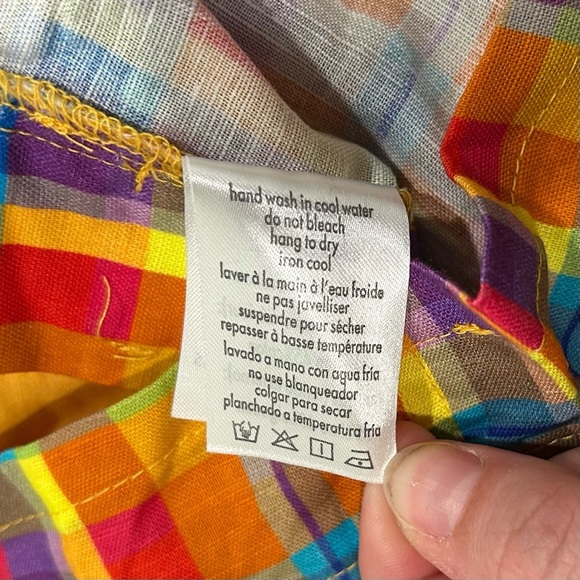 hand wash in cool water
do not bleach
hang to dry
iron cool
laver à la main à l'eau froide
ne pas javelliser
suspendre pour sécher
repasser à basse température
lavado a mano con agua fría
no use blanqueador
colgar para secar
planchado a temperatura fría